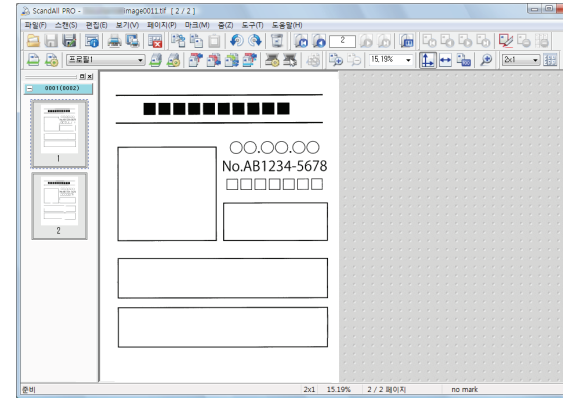 ScandAll PRO - image0011.tif [ 2 / 2 ]
파일(F) 스캔(S) 편집(E) 보기(V) 페이지(P) 마크(M) 줌(Z) 도구(T) 도움말(H)
2
프로필1 15.19% 2x1
0001(0002)
1
2
■■■■■■■■■■
○○.○○.○○
No.AB1234-5678
□□□□□□□
준비 2x1 15.19% 2 / 2 페이지 no mark